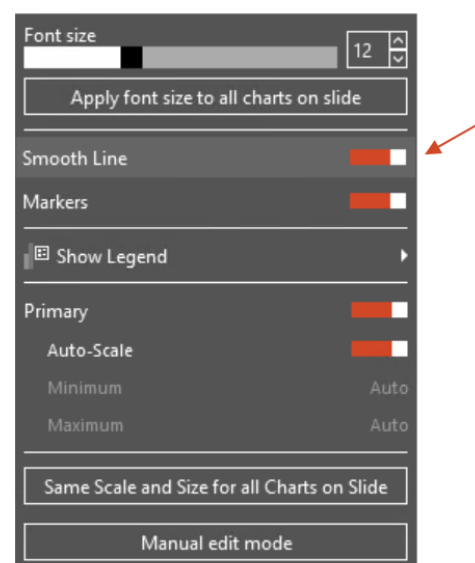 Font size
12
Apply font size to all charts on slide
Smooth Line
Markers
Show Legend
Primary
Auto-Scale
Minimum Auto
Maximum Auto
Same Scale and Size for all Charts on Slide
Manual edit mode